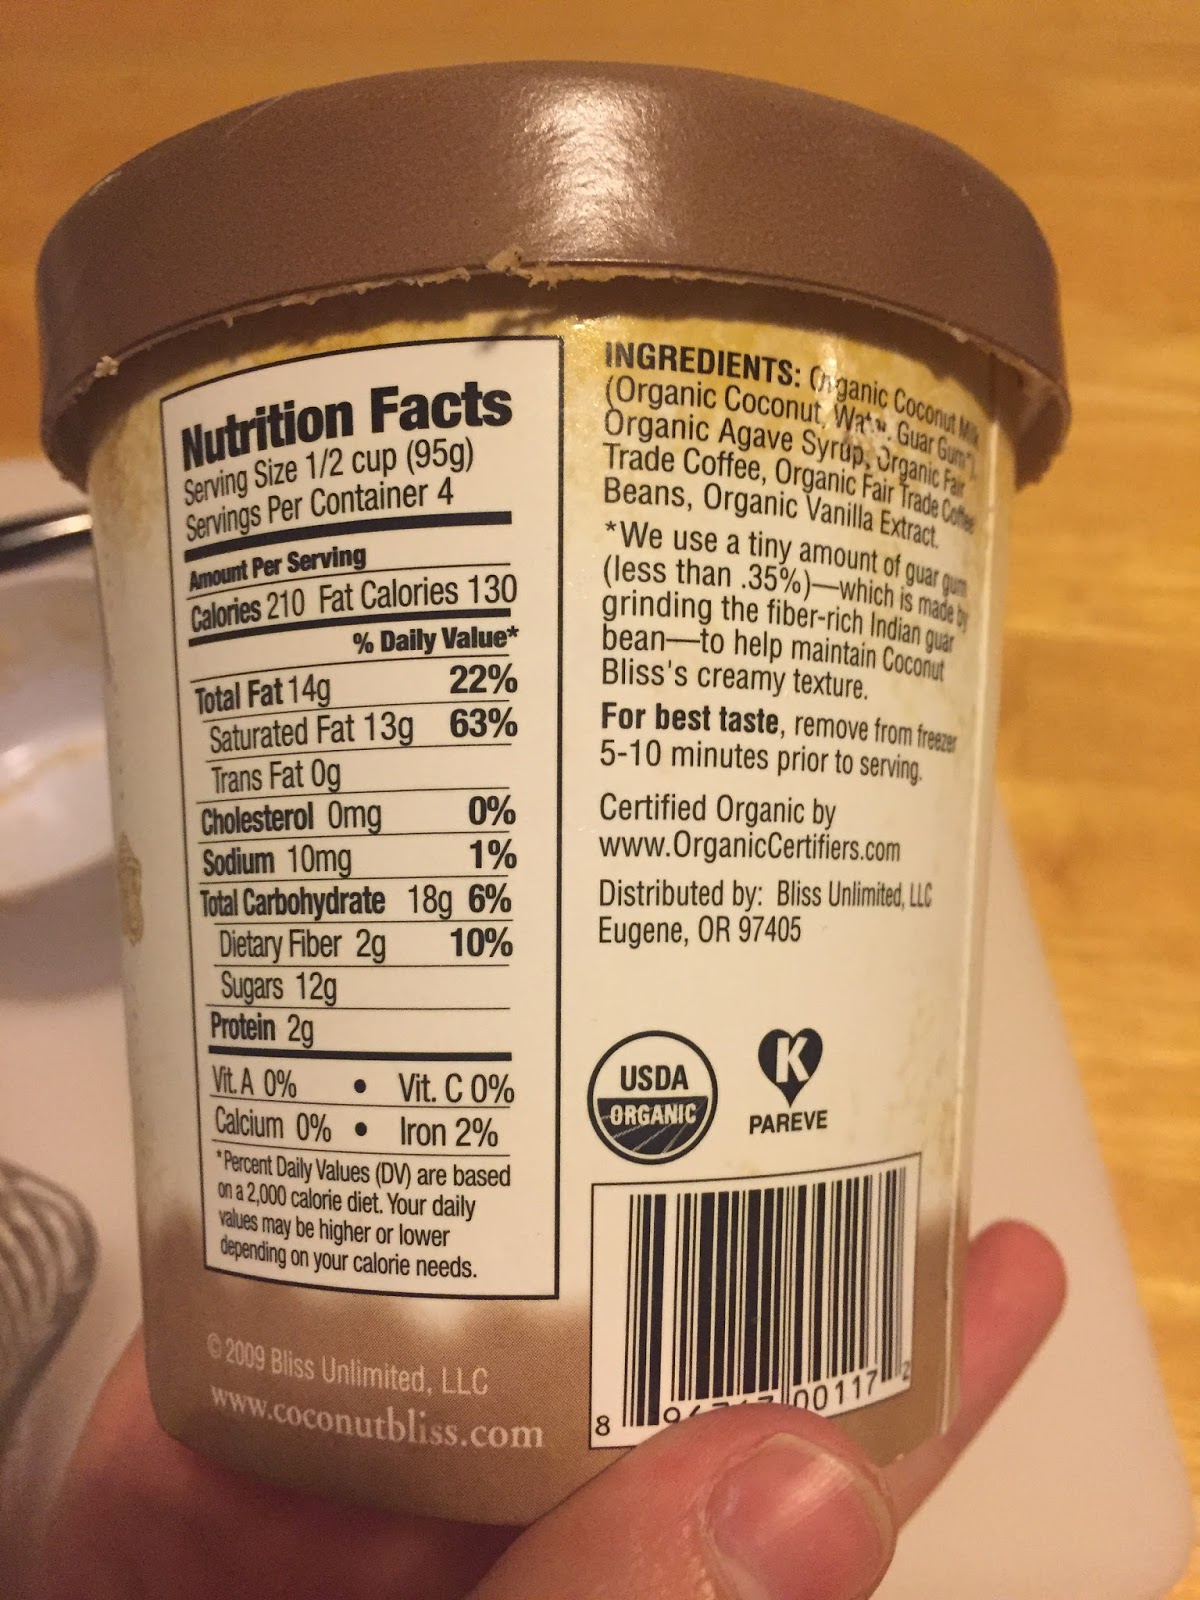 Nutrition Facts
Serving Size 1/2 cup (95g)
Servings Per Container 4
Amount Per Serving
Calories 210 Fat Calories 130
% Daily Value*
Total Fat 14g 22%
Saturated Fat 13g 63%
Trans Fat 0g
Cholesterol 0mg 0%
Sodium 10mg 1%
Total Carbohydrate 18g 6%
Dietary Fiber 2g 10%
Sugars 12g
Protein 2g
Vit. A 0% • Vit. C 0%
Calcium 0% • Iron 2%
*Percent Daily Values (DV) are based
on a 2,000 calorie diet. Your daily
values may be higher or lower
depending on your calorie needs.
© 2009 Bliss Unlimited, LLC
www.coconutbliss.com
INGREDIENTS: Organic Coconut Milk
(Organic Coconut, Water, Guar Gum*),
Organic Agave Syrup, Organic Fair
Trade Coffee, Organic Fair Trade Coffee
Beans, Organic Vanilla Extract.
*We use a tiny amount of guar gum
(less than .35%)—which is made by
grinding the fiber-rich Indian guar
bean—to help maintain Coconut
Bliss's creamy texture.
For best taste, remove from freezer
5-10 minutes prior to serving.
Certified Organic by
www.OrganicCertifiers.com
Distributed by: Bliss Unlimited, LLC
Eugene, OR 97405
USDA
ORGANIC
K
PAREVE
8 00117 2